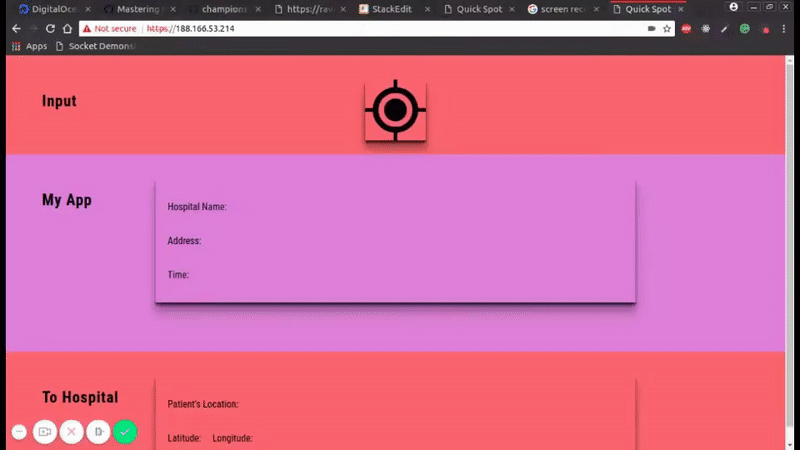 DigitalOce
Mastering
champions
https://rav
StackEdit
Quick Spot
screen rec
Quick Spot
Not secure | https://188.166.53.214
Apps
Socket Demons
Input
My App
Hospital Name:
Address:
Time:
To Hospital
Patient's Location:
Latitude: Longitude: